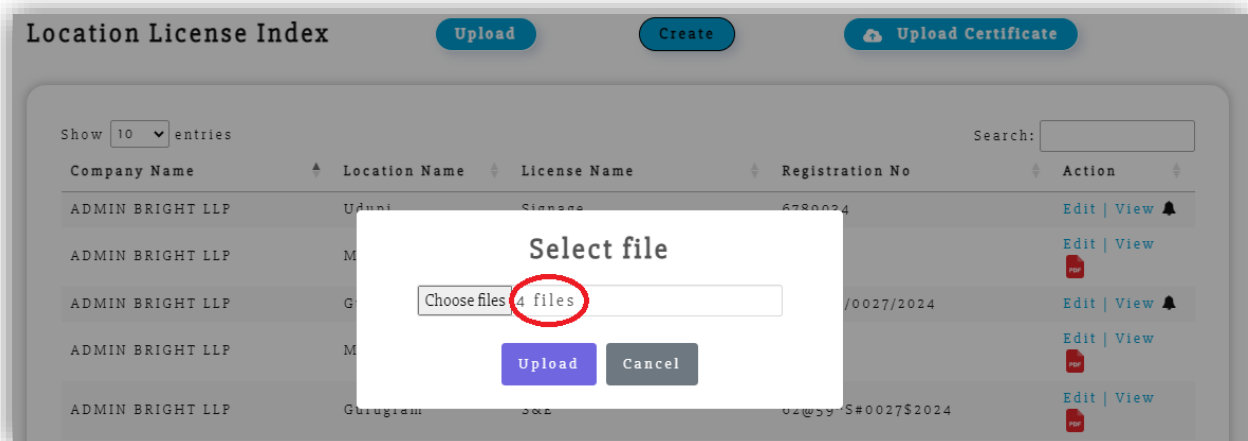 Location License Index Upload Create Upload Certificate
Show 10 entries Search:
Company Name Location Name License Name Registration No Action
ADMIN BRIGHT LLP Udupi Signage 6789034 Edit | View
Select file
ADMIN BRIGHT LLP Edit | View
PDF
Choose files 4 files
ADMIN BRIGHT LLP /0027/2024 Edit | View
ADMIN BRIGHT LLP Edit | View
PDF
Upload Cancel
ADMIN BRIGHT LLP Gurugram S&E Edit | View
PDF